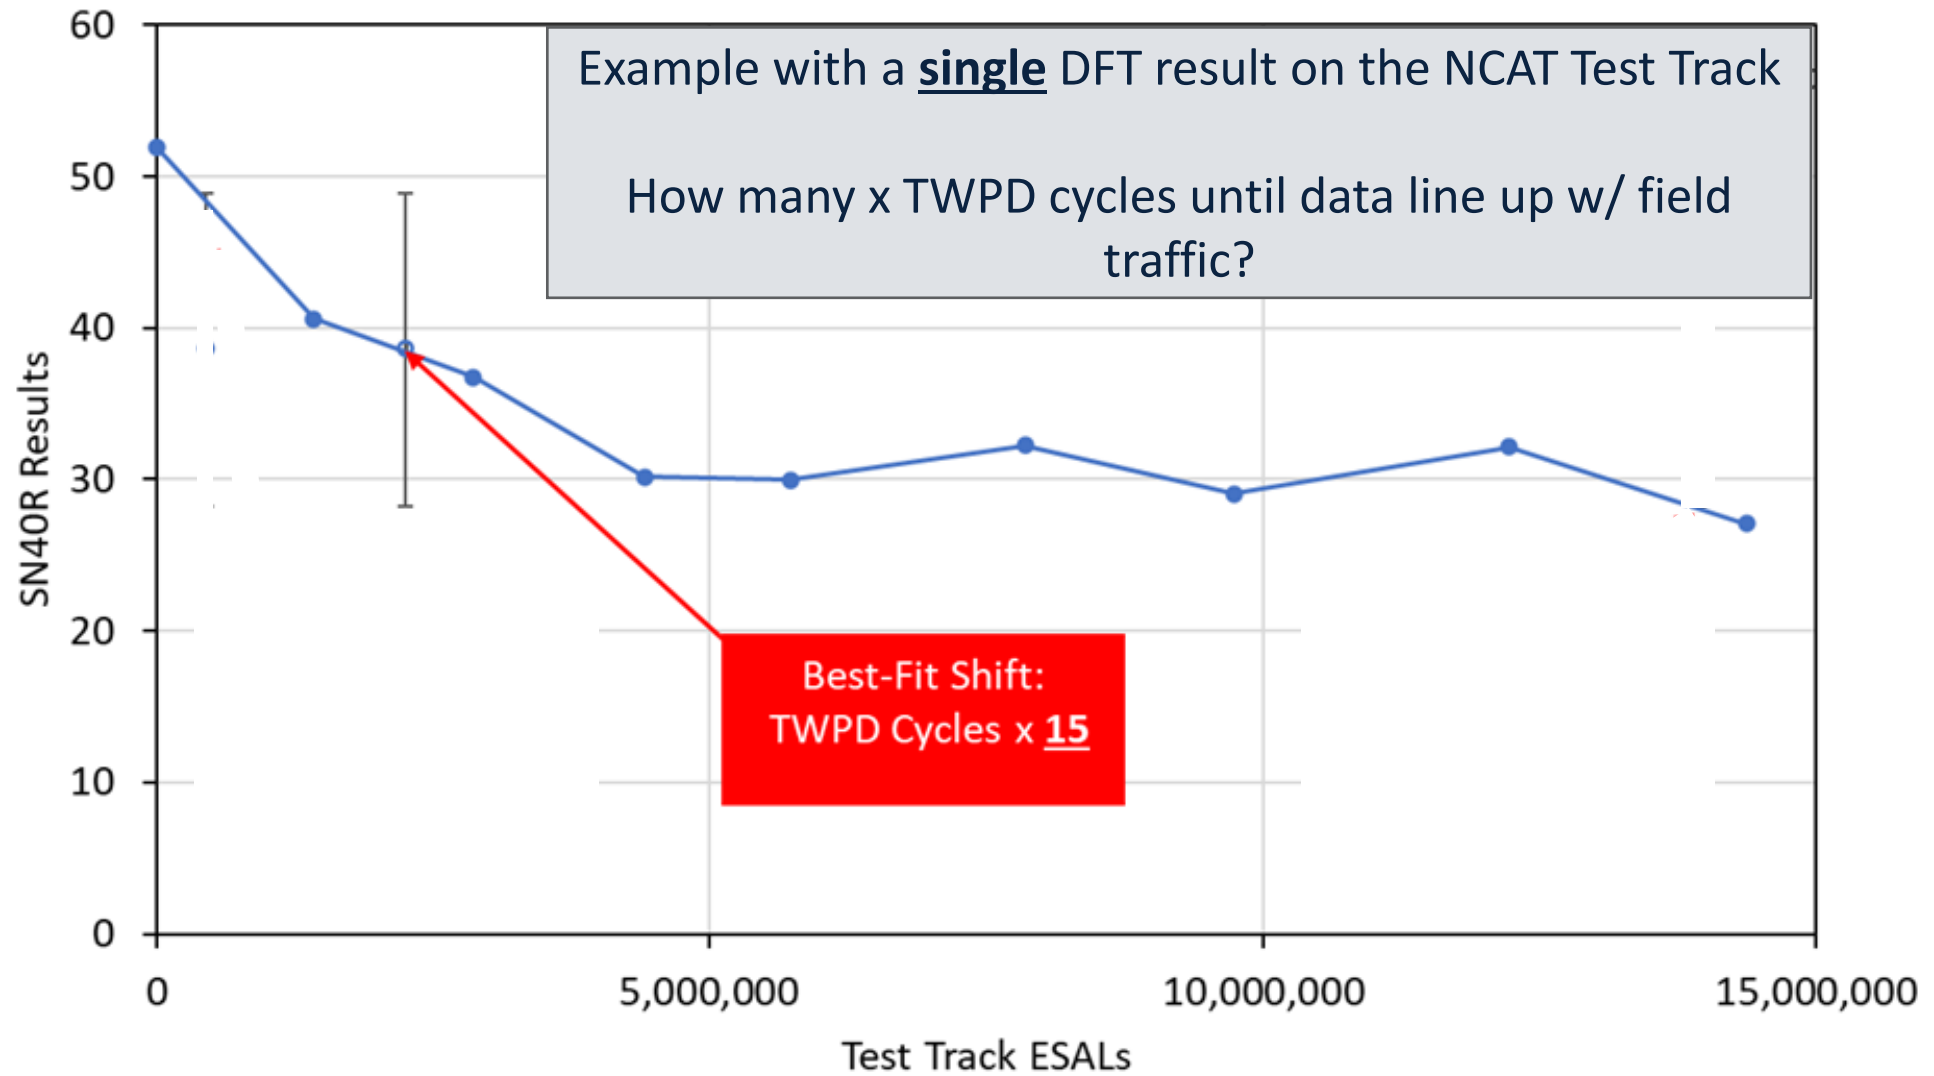 Example with a single DFT result on the NCAT Test Track
How many x TWPD cycles until data line up w/ field
traffic?
60
50
40
30
20
10
0
SN40R Results
Best-Fit Shift:
TWPD Cycles x 15
0
5,000,000
10,000,000
15,000,000
Test Track ESALs